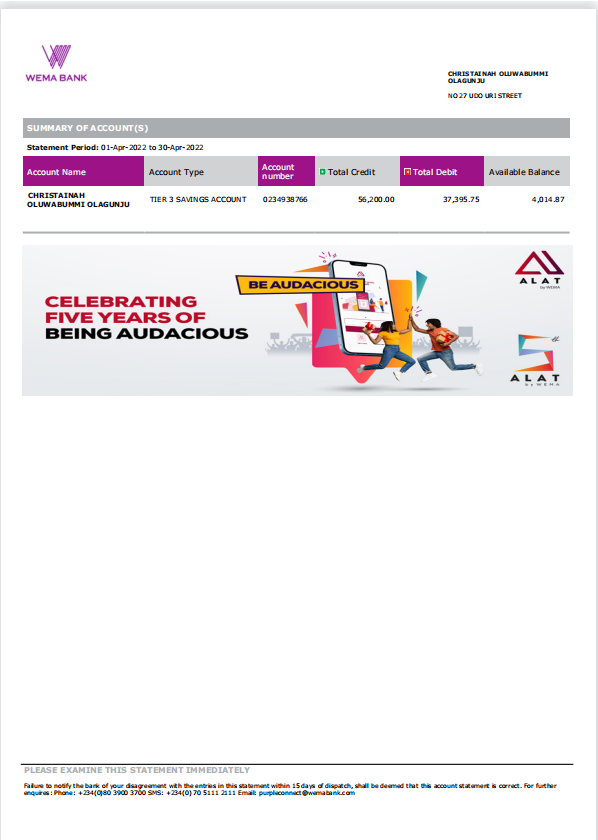 WEMA BANK
CHRISTAINAH OLUWABUMMI
OLAGUNJU
NO 27 UDO URI STREET
SUMMARY OF ACCOUNT(S)
Statement Period: 01-Apr-2022 to 30-Apr-2022
Account Name Account Type Account number Total Credit Total Debit Available Balance
CHRISTAINAH OLUWABUMMI OLAGUNJU TIER 3 SAVINGS ACCOUNT 0234938766 56,200.00 37,395.75 4,014.87
BE AUDACIOUS
CELEBRATING
FIVE YEARS OF
BEING AUDACIOUS
ALAT
by WEMA
5th
ALAT
by WEMA
PLEASE EXAMINE THIS STATEMENT IMMEDIATELY
Failure to notify the bank of your disagreement with the entries in this statement within 15 days of dispatch, shall be deemed that this account statement is correct. For further
enquires: Phone: +234(0)80 3900 3700 SMS: +234(0) 70 5111 2111 Email: purpleconnect@wemabank.com